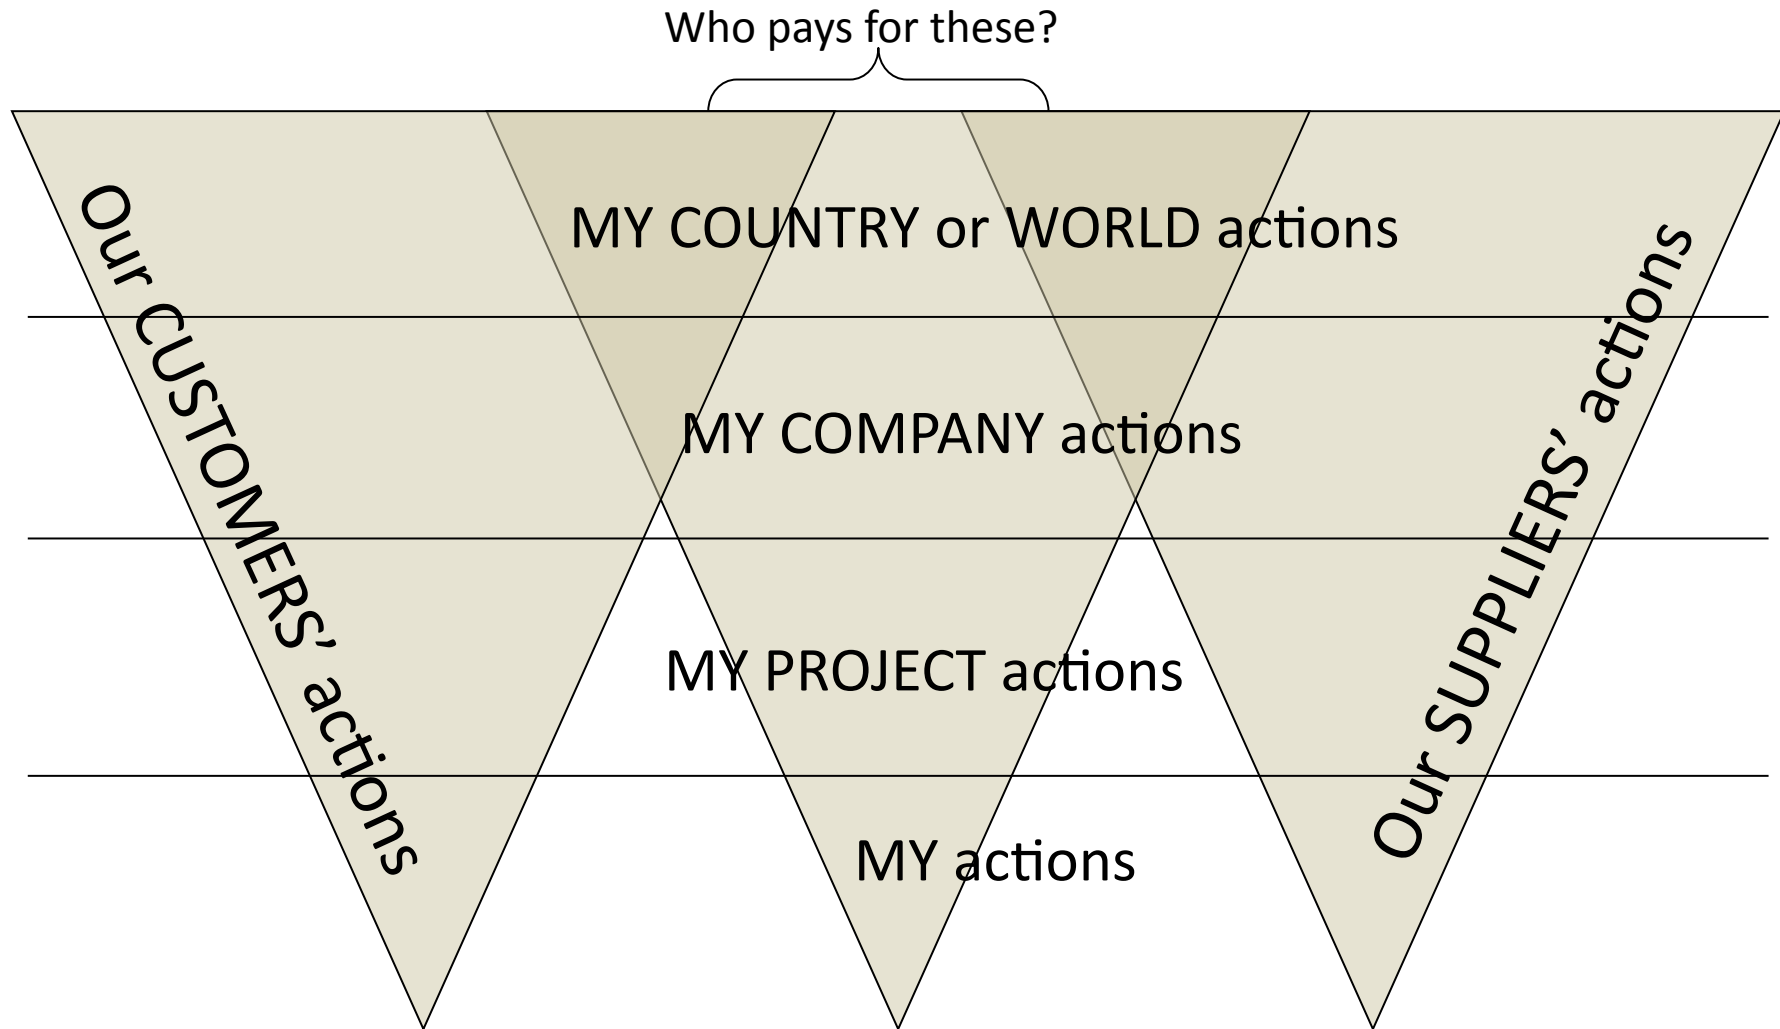 Who pays for these?
MY COUNTRY or WORLD actions
Our CUSTOMERS’ actions
Our SUPPLIERS’ actions
MY COMPANY actions
MY PROJECT actions
MY actions